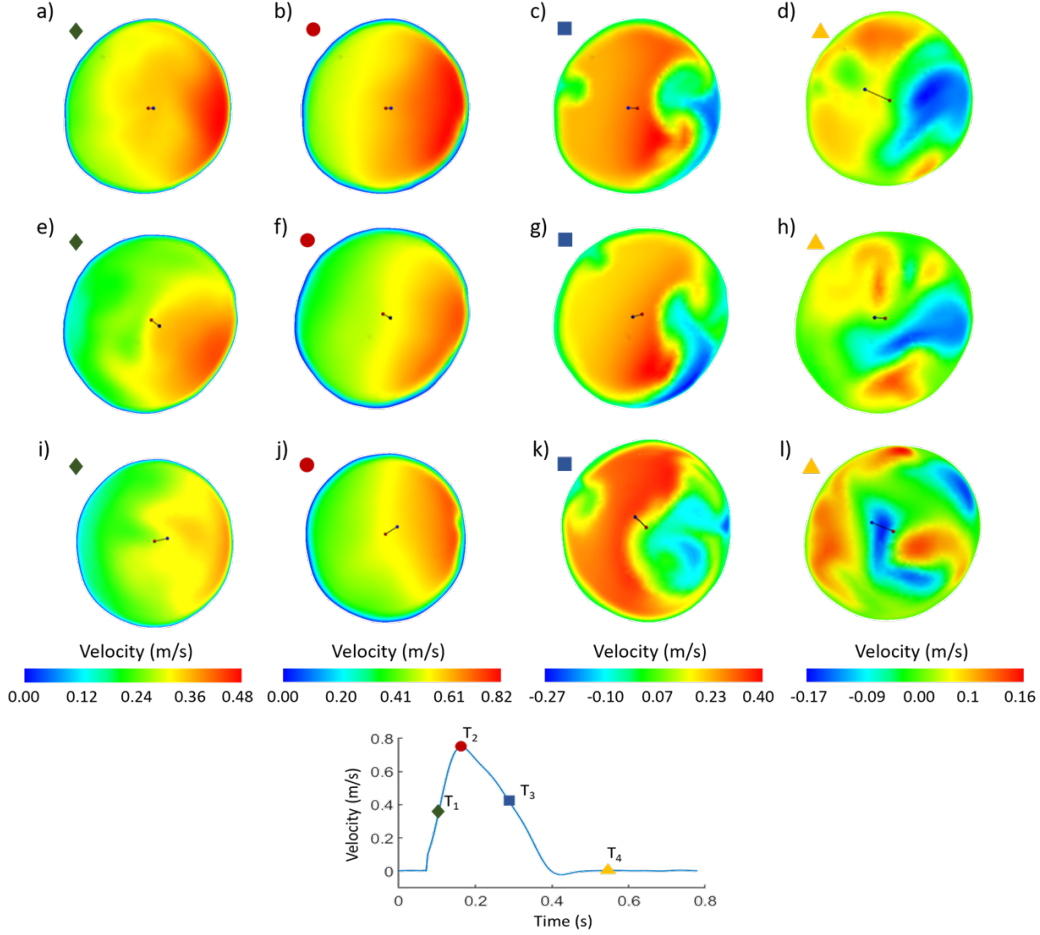 a) b) c) d)
e) f) g) h)
i) j) k) l)
Velocity (m/s) Velocity (m/s) Velocity (m/s) Velocity (m/s)
0.00 0.12 0.24 0.36 0.48 0.00 0.20 0.41 0.61 0.82 -0.27 -0.10 0.07 0.23 0.40 -0.17 -0.09 0.00 0.1 0.16
0.8
0.6
0.4
0.2
0
Velocity (m/s)
T2
T1
T3
T4
0 0.2 0.4 0.6 0.8
Time (s)